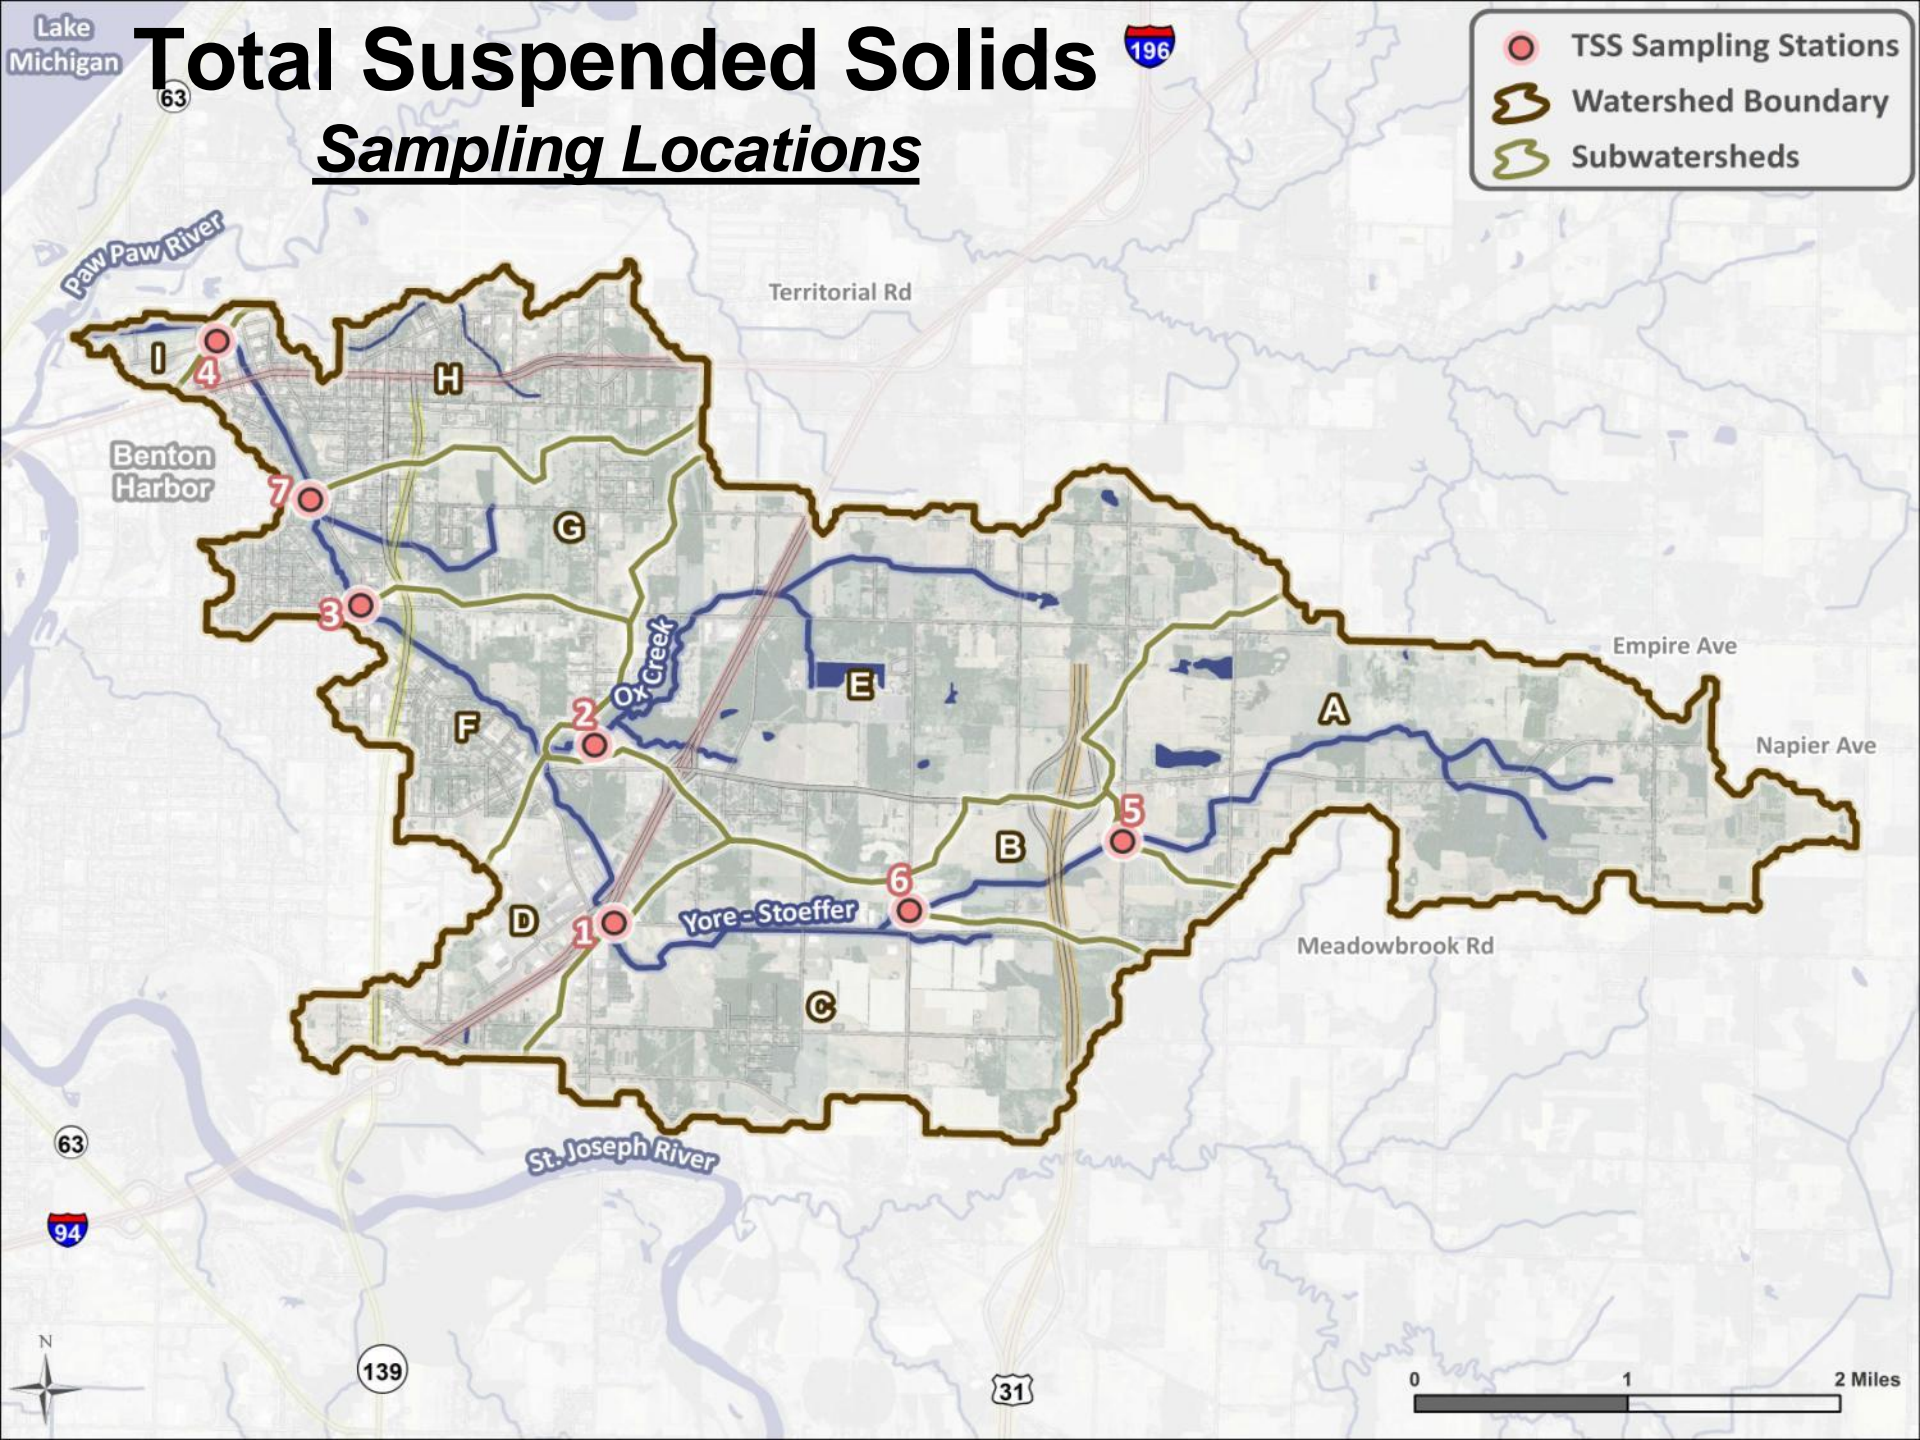 Lake
Michigan
Total Suspended Solids
Sampling Locations
196
63
TSS Sampling Stations
Watershed Boundary
Subwatersheds
Paw Paw River
Territorial Rd
I
4
H
Benton
Harbor
7
G
3
Ox Creek
Empire Ave
E
A
2
F
Napier Ave
5
B
6
Yore - Stoeffer
D
1
Meadowbrook Rd
C
63
St. Joseph River
94
N
139
31
0 1 2 Miles